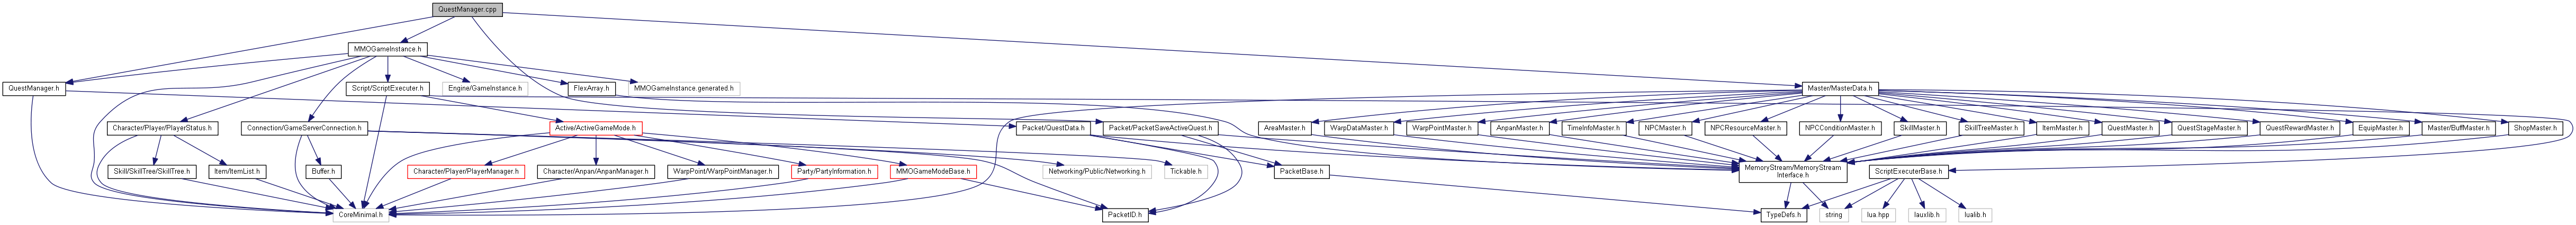 QuestManager.cpp
MMOGameInstance.h
QuestManager.h
Script/ScriptExecuter.h
Engine/GameInstance.h
FlexArray.h
MMOGameInstance.generated.h
Master/MasterData.h
Character/Player/PlayerStatus.h
Connection/GameServerConnection.h
Active/ActiveGameMode.h
Packet/QuestData.h
Packet/PacketSaveActiveQuest.h
AreaMaster.h
WarpDataMaster.h
WarpPointMaster.h
AnpanMaster.h
TimeInfoMaster.h
NPCMaster.h
NPCResourceMaster.h
NPCConditionMaster.h
SkillMaster.h
SkillTreeMaster.h
ItemMaster.h
QuestMaster.h
QuestStageMaster.h
QuestRewardMaster.h
EquipMaster.h
Master/BuffMaster.h
ShopMaster.h
Skill/SkillTree/SkillTree.h
Item/ItemList.h
Buffer.h
Character/Player/PlayerManager.h
Character/Anpan/AnpanManager.h
WarpPoint/WarpPointManager.h
Party/PartyInformation.h
MMOGameModeBase.h
Networking/Public/Networking.h
Tickable.h
PacketBase.h
MemoryStream/MemoryStream
Interface.h
ScriptExecuterBase.h
CoreMinimal.h
PacketID.h
TypeDefs.h
string
lua.hpp
lauxlib.h
lualib.h